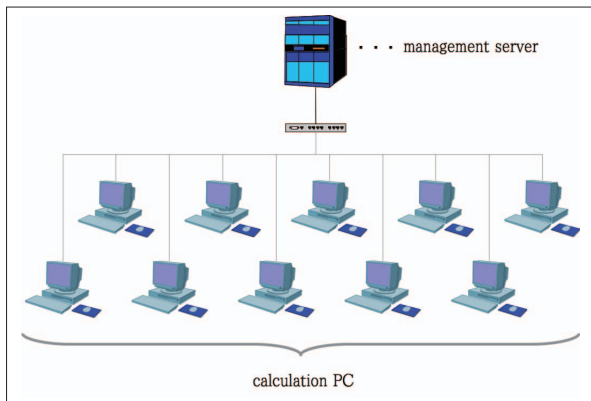 · · · management server
calculation PC